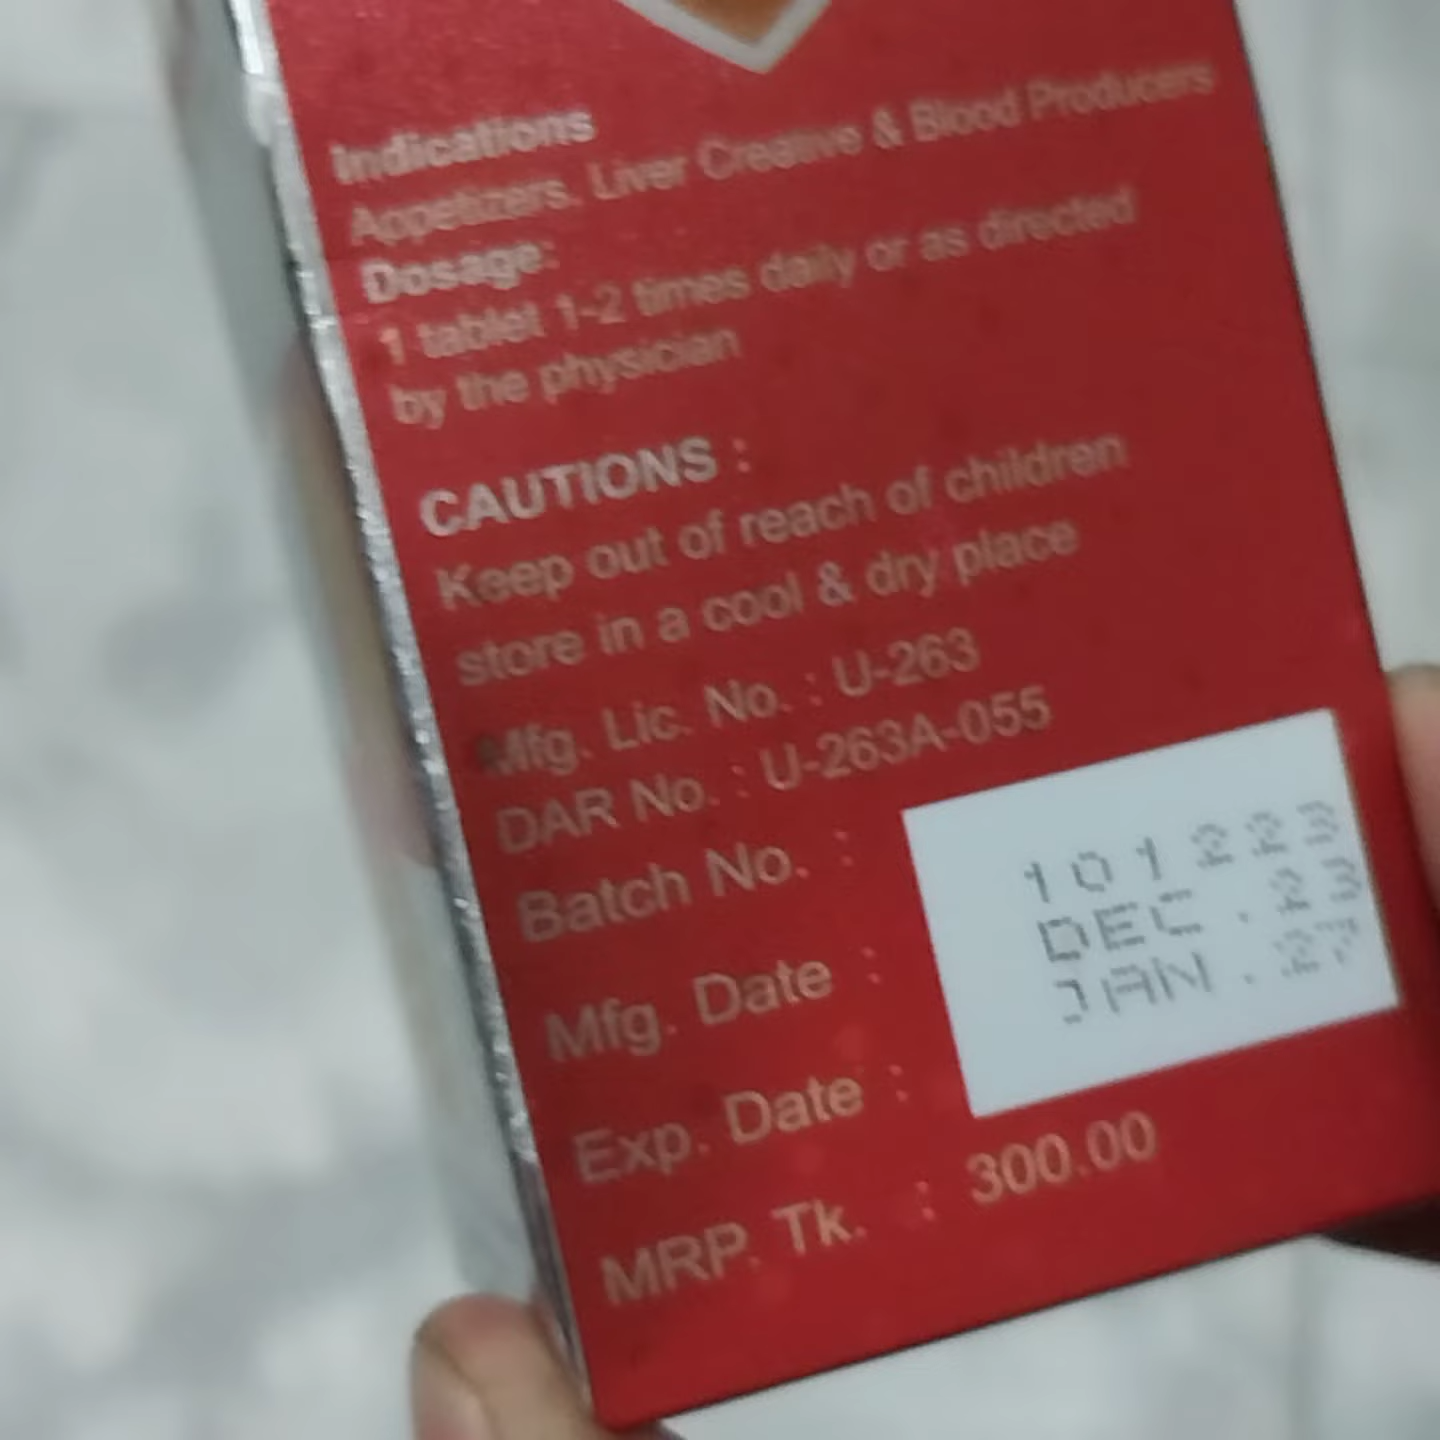 Indications
Appetizers, Liver Creative & Blood Producers
Dosage:
1 tablet 1-2 times daily or as directed
by the physician
CAUTIONS :
Keep out of reach of children
store in a cool & dry place
Mfg. Lic. No. : U-263
DAR No. : U-263A-055
Batch No. : 101223
Mfg. Date : DEC.23
Exp. Date : JAN.27
MRP. Tk. : 300.00